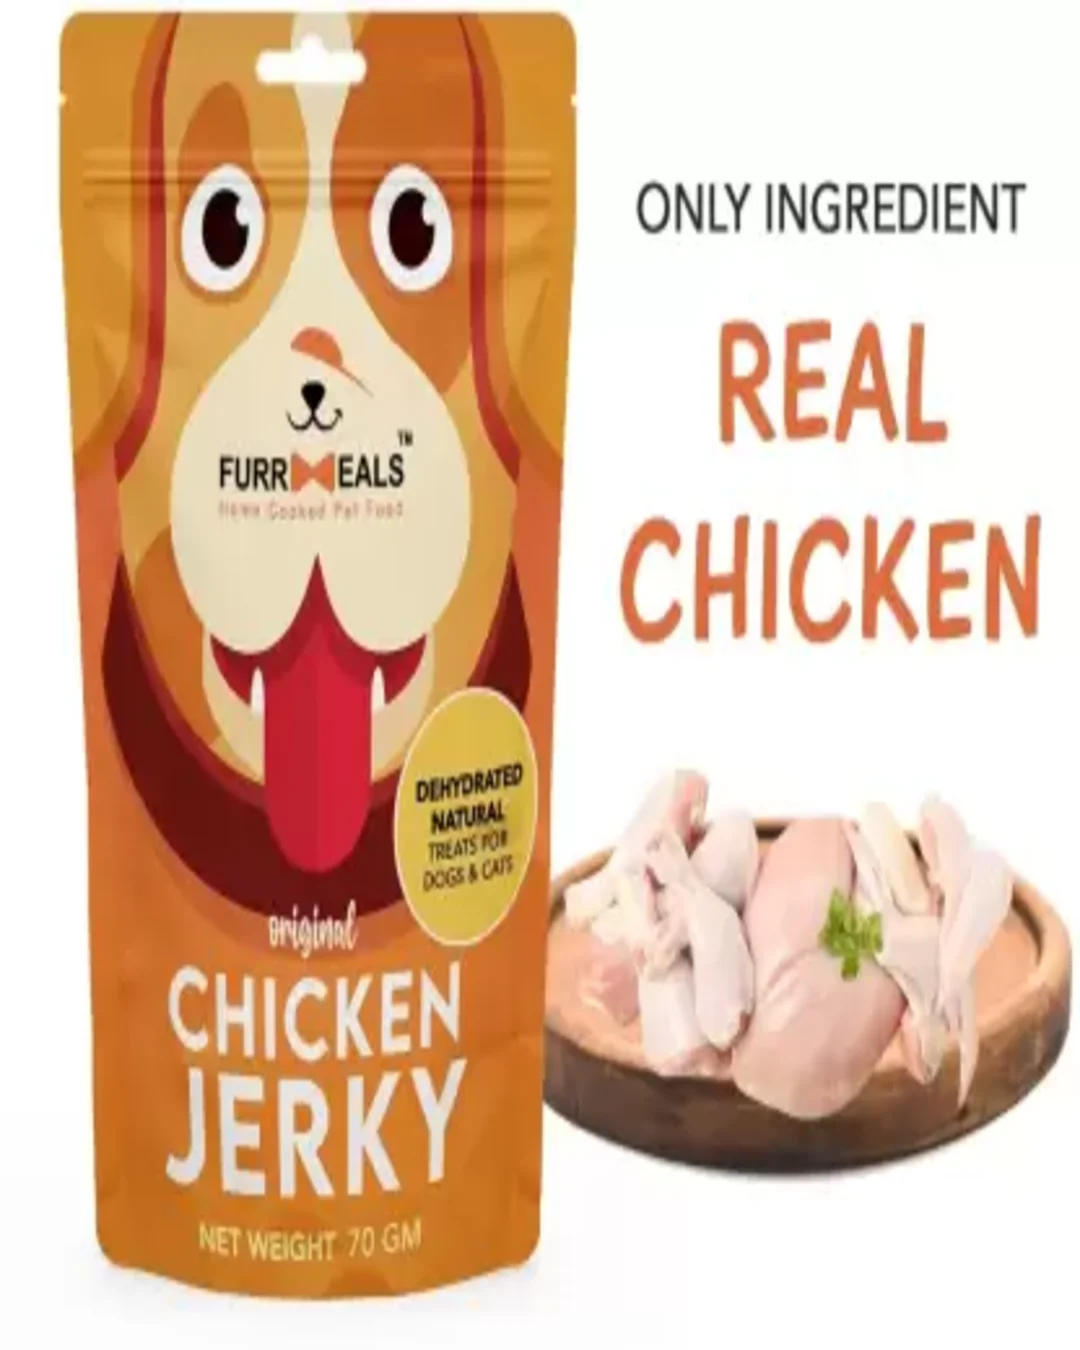 FURRMEALS™
Home Cooked Pet Food
DEHYDRATED
NATURAL
TREATS FOR
DOGS & CATS
original
CHICKEN
JERKY
NET WEIGHT 70 GM
ONLY INGREDIENT
REAL
CHICKEN